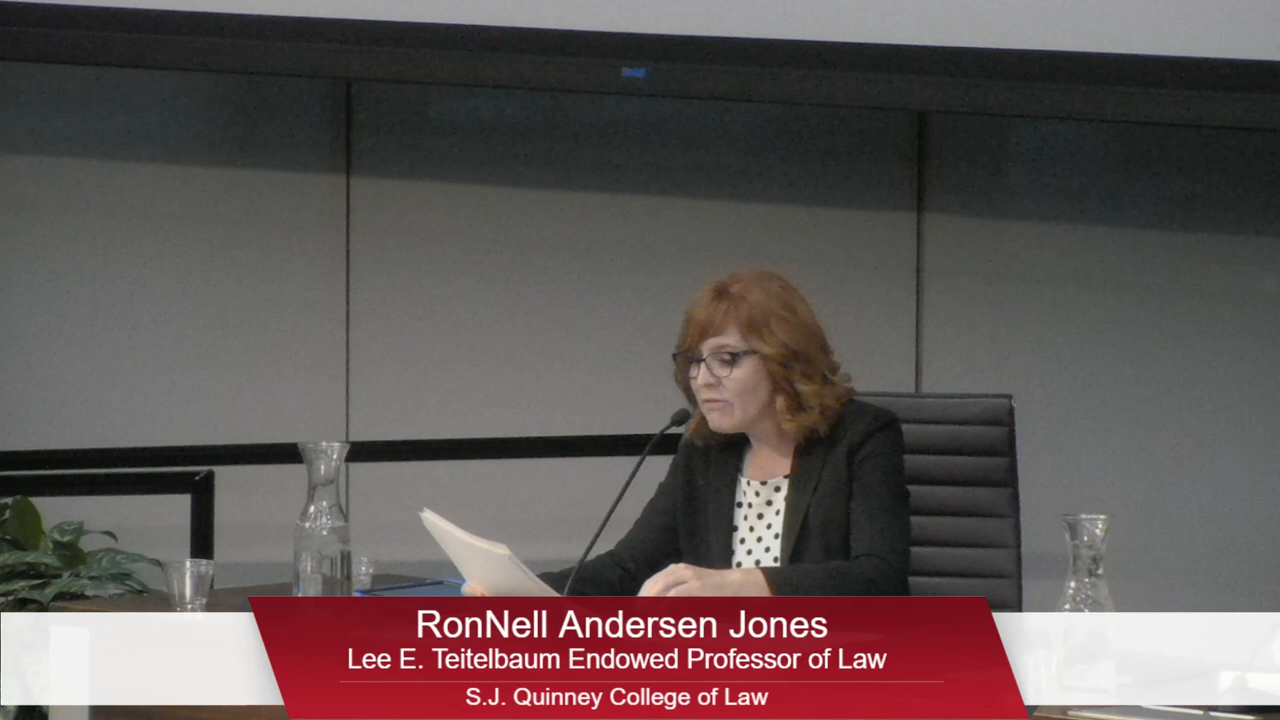 RonNell Andersen Jones
Lee E. Teitelbaum Endowed Professor of Law
S.J. Quinney College of Law